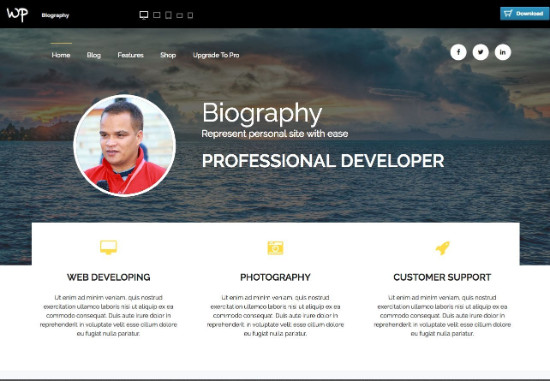 WP Biography Download
Home Blog Features Shop Upgrade To Pro
Biography
Represent personal site with ease
PROFESSIONAL DEVELOPER
WEB DEVELOPING
Ut enim ad minim veniam, quis nostrud
exercitation ullamco laboris nisi ut aliquip ex ea
commodo consequat. Duis aute irure dolor in
reprehenderit in voluptate velit esse cillum dolore
eu fugiat nulla pariatur.
PHOTOGRAPHY
Ut enim ad minim veniam, quis nostrud
exercitation ullamco laboris nisi ut aliquip ex ea
commodo consequat. Duis aute irure dolor in
reprehenderit in voluptate velit esse cillum dolore
eu fugiat nulla pariatur.
CUSTOMER SUPPORT
Ut enim ad minim veniam, quis nostrud
exercitation ullamco laboris nisi ut aliquip ex ea
commodo consequat. Duis aute irure dolor in
reprehenderit in voluptate velit esse cillum dolore
eu fugiat nulla pariatur.